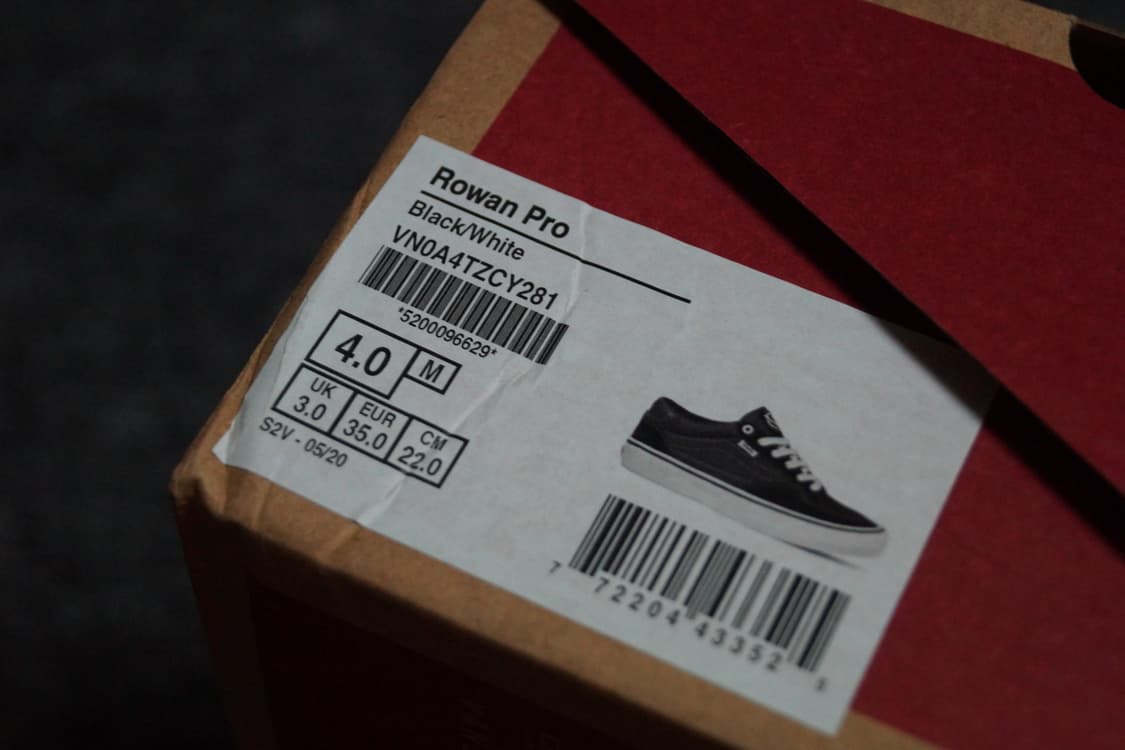 Rowan Pro
Black/White
VN0A4TZCY281
*5200096629*
4.0 M
UK EUR CM
3.0 35.0 22.0
S2V - 05/20
7 72204 43352 5